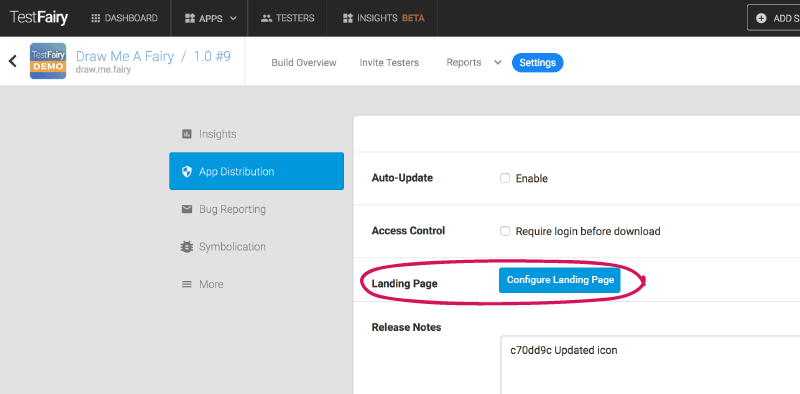 TestFairy DASHBOARD APPS TESTERS INSIGHTS BETA ADD S
TestFairy
DEMO
Draw Me A Fairy / 1.0 #9
draw.me.fairy
Build Overview Invite Testers Reports Settings
Insights
App Distribution
Bug Reporting
Symbolication
More
Auto-Update Enable
Access Control Require login before download
Landing Page Configure Landing Page
Release Notes
c70dd9c Updated icon